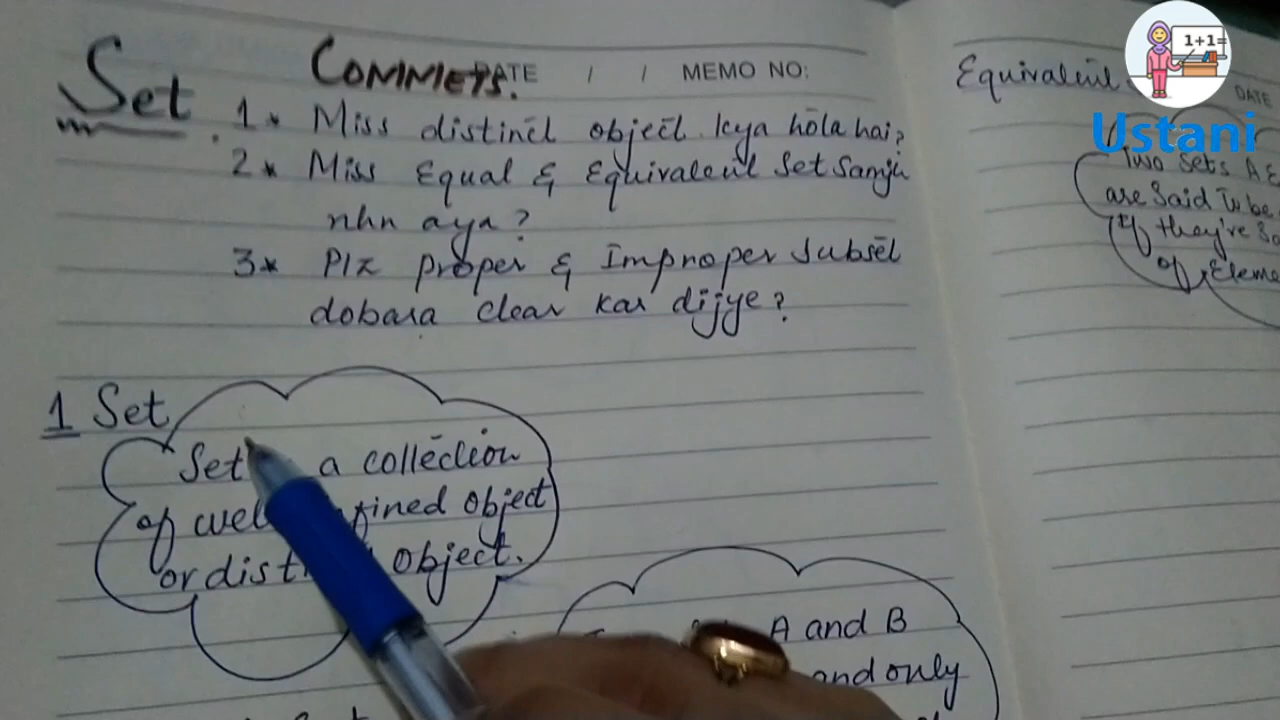 Set
COMMETS.
DATE / / MEMO NO:
1* Miss distinct object kya hota hai?
2* Miss Equal & Equivalent Set Samjh
nhn aya?
3* Plz proper & Improper Subset
dobara clear kar dijye?
1 Set
Set a collection
of well fined object
or dist object.
A and B
and only
Equivalent
DATE
1+1=
Ustani
Two sets A &
are Said to be
if they're Sa
of Eleme